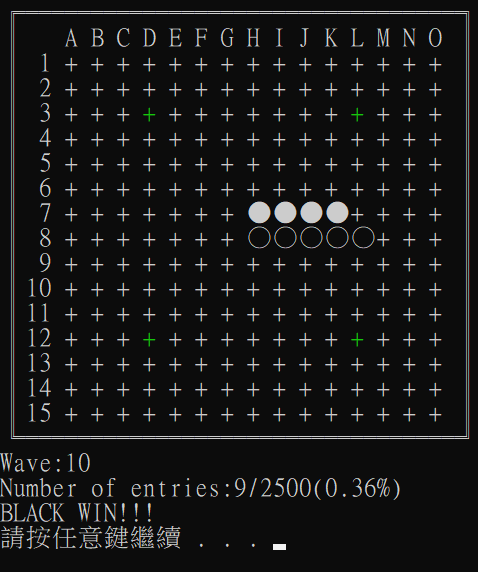 A B C D E F G H I J K L M N O
1 + + + + + + + + + + + + + + +
2 + + + + + + + + + + + + + + +
3 + + + + + + + + + + + + + + +
4 + + + + + + + + + + + + + + +
5 + + + + + + + + + + + + + + +
6 + + + + + + + + + + + + + + +
7 + + + + + + + ● ● ● ● + + + +
8 + + + + + + + ○ ○ ○ ○ ○ + + +
9 + + + + + + + + + + + + + + +
10 + + + + + + + + + + + + + + +
11 + + + + + + + + + + + + + + +
12 + + + + + + + + + + + + + + +
13 + + + + + + + + + + + + + + +
14 + + + + + + + + + + + + + + +
15 + + + + + + + + + + + + + + +
Wave:10
Number of entries:9/2500(0.36%)
BLACK WIN!!!
請按任意鍵繼續 . . .